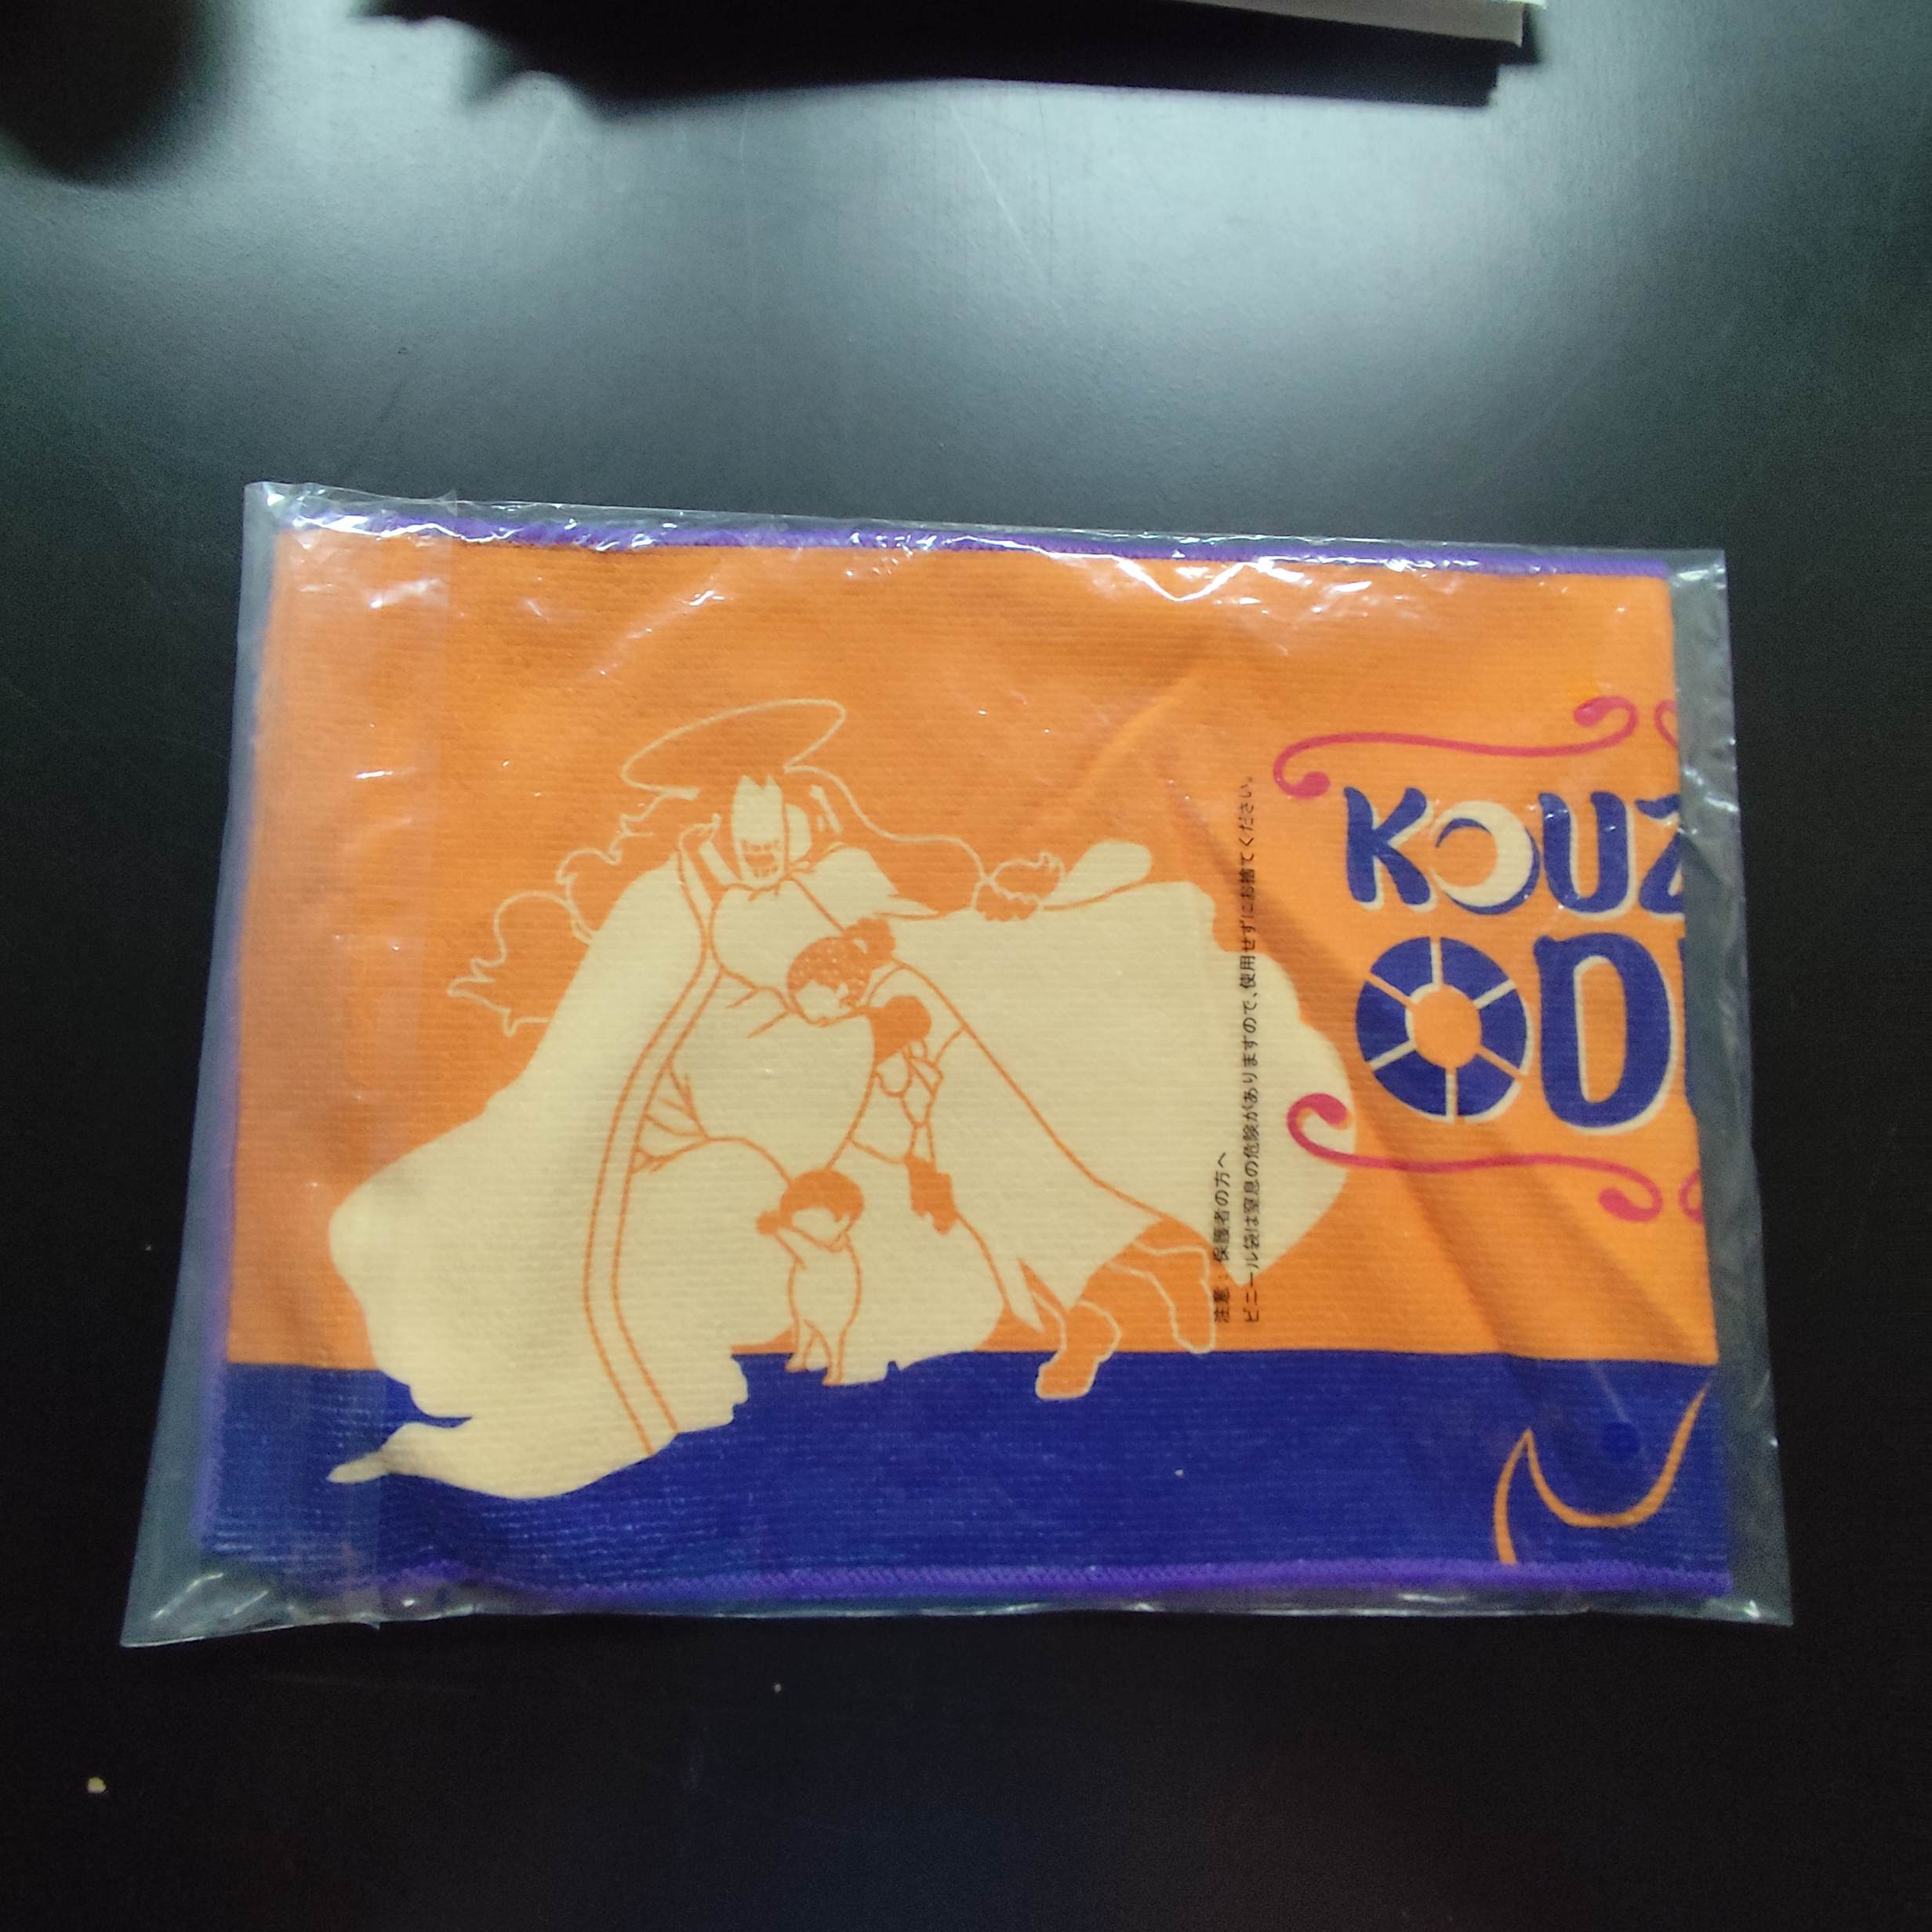 KOUZ
OD
注意：保護者の方へ
ビニール袋は窒息の危険がありますので、使用せずにお捨てください。